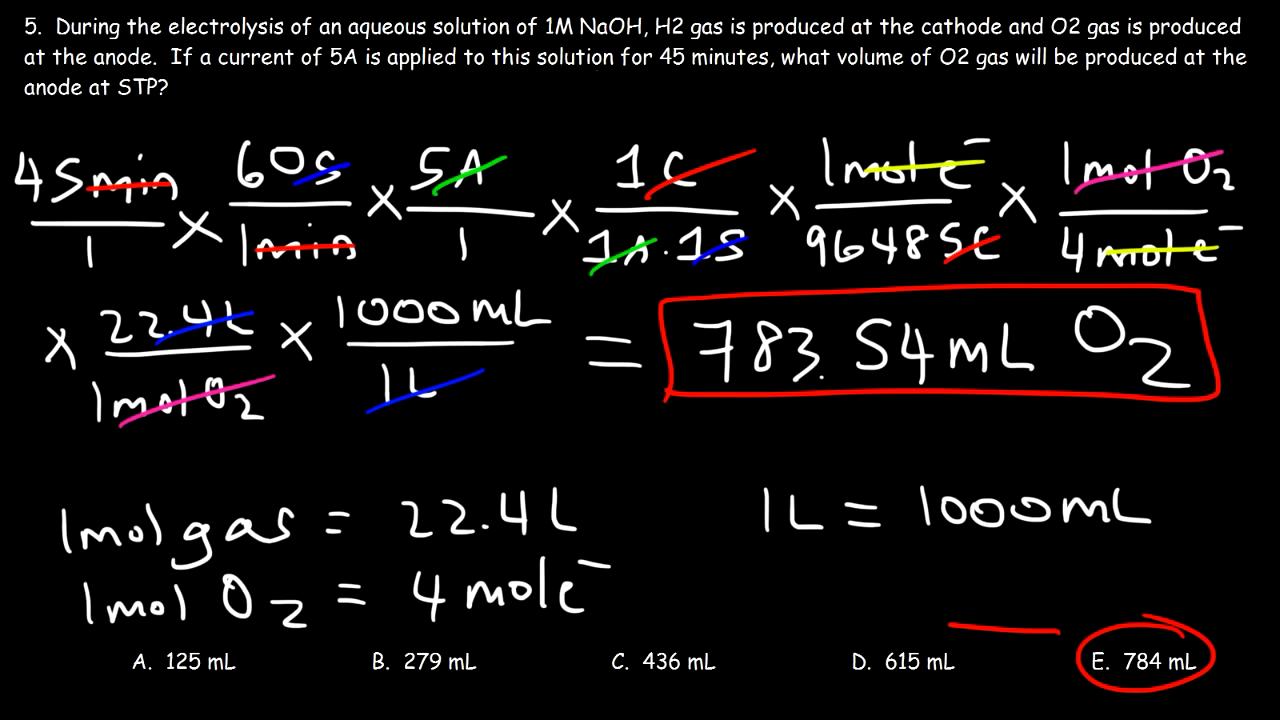 5. During the electrolysis of an aqueous solution of 1M NaOH, H2 gas is produced at the cathode and O2 gas is produced
at the anode. If a current of 5A is applied to this solution for 45 minutes, what volume of O2 gas will be produced at the
anode at STP?
45min/1 × 60s/1min × 5A/1 × 1C/1A·1s × 1mol e⁻/96485C × 1mol O₂/4mol e⁻
× 22.4L/1mol O₂ × 1000mL/1L = 783.54mL O₂
1mol gas = 22.4L
1L = 1000mL
1mol O₂ = 4mol e⁻
A. 125 mL
B. 279 mL
C. 436 mL
D. 615 mL
E. 784 mL